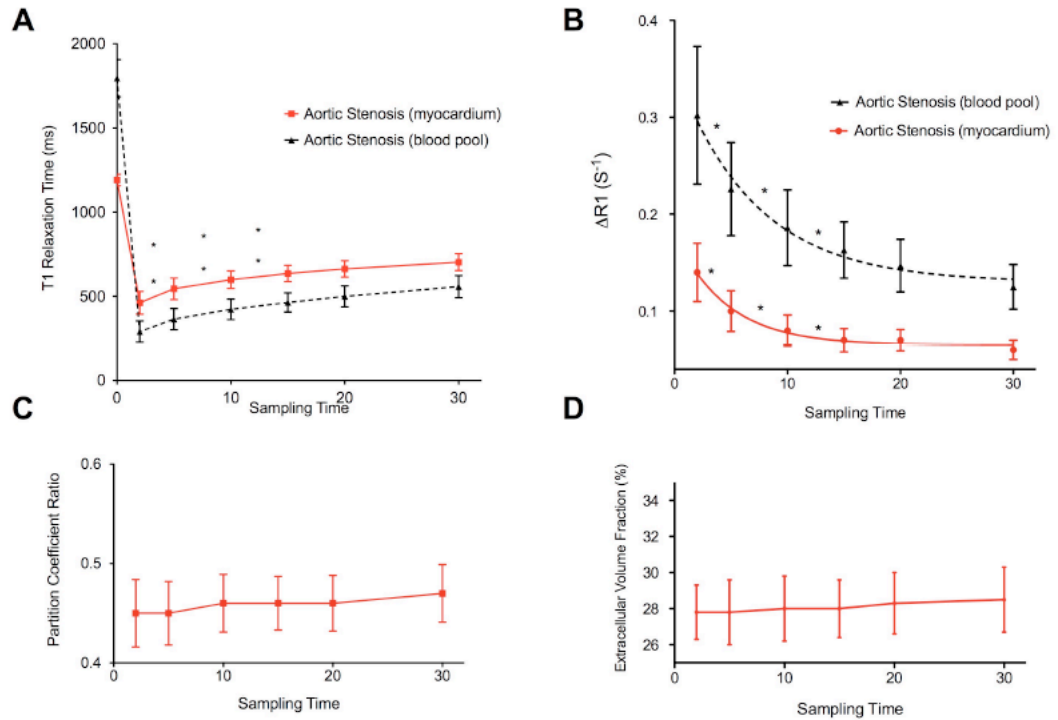 A
2000
1500
1000
500
0
T1 Relaxation Time (ms)
Aortic Stenosis (myocardium)
Aortic Stenosis (blood pool)
* * *
* * *
0 10 20 30
Sampling Time
B
0.4
0.3
0.2
0.1
ΔR1 (S⁻¹)
Aortic Stenosis (blood pool)
Aortic Stenosis (myocardium)
* * *
* * *
0 10 20 30
Sampling Time
C
0.6
0.5
0.4
Partition Coefficient Ratio
0 10 20 30
Sampling Time
D
34
32
30
28
26
Extracellular Volume Fraction (%)
0 10 20 30
Sampling Time